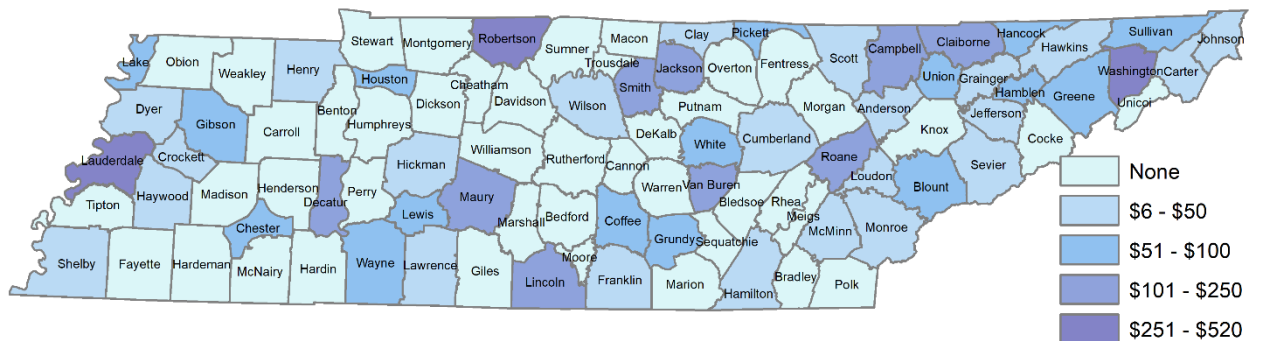 Stewart
Montgomery
Robertson
Sumner
Macon
Trousdale
Clay
Pickett
Scott
Campbell
Claiborne
Hancock
Hawkins
Sullivan
Johnson
Lake
Obion
Weakley
Henry
Houston
Cheatham
Davidson
Wilson
Smith
Jackson
Overton
Fentress
Union
Grainger
Hamblen
Greene
Washington
Carter
Unicoi
Dyer
Gibson
Carroll
Benton
Humphreys
Dickson
Putnam
Morgan
Anderson
Jefferson
Knox
Cocke
Lauderdale
Crockett
Hickman
Williamson
Rutherford
Cannon
DeKalb
White
Cumberland
Roane
Loudon
Blount
Sevier
Tipton
Haywood
Madison
Henderson
Decatur
Perry
Lewis
Maury
Marshall
Bedford
Warren
Van Buren
Bledsoe
Rhea
Meigs
McMinn
Monroe
Chester
Coffee
Grundy
Sequatchie
Shelby
Fayette
Hardeman
McNairy
Hardin
Wayne
Lawrence
Giles
Lincoln
Moore
Franklin
Marion
Hamilton
Bradley
Polk
None
$6 - $50
$51 - $100
$101 - $250
$251 - $520